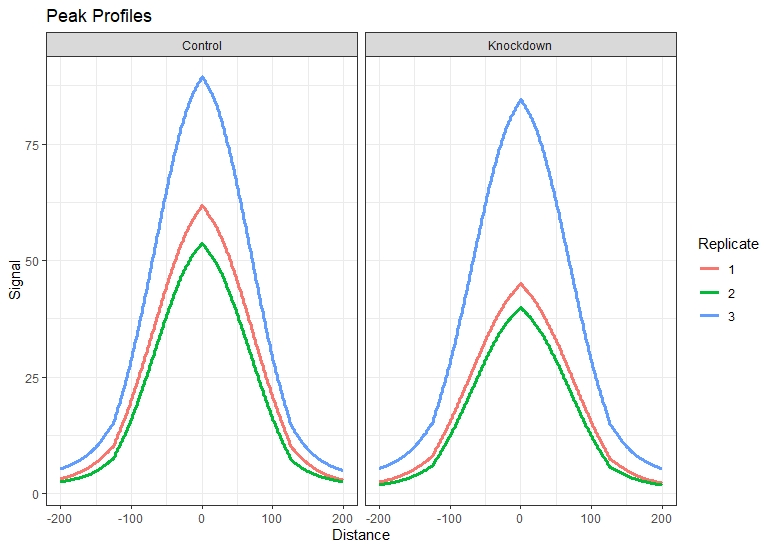 Peak Profiles
Control
Knockdown
Signal
75
50
25
0
-200 -100 0 100 200
-200 -100 0 100 200
Distance
Replicate
1
2
3